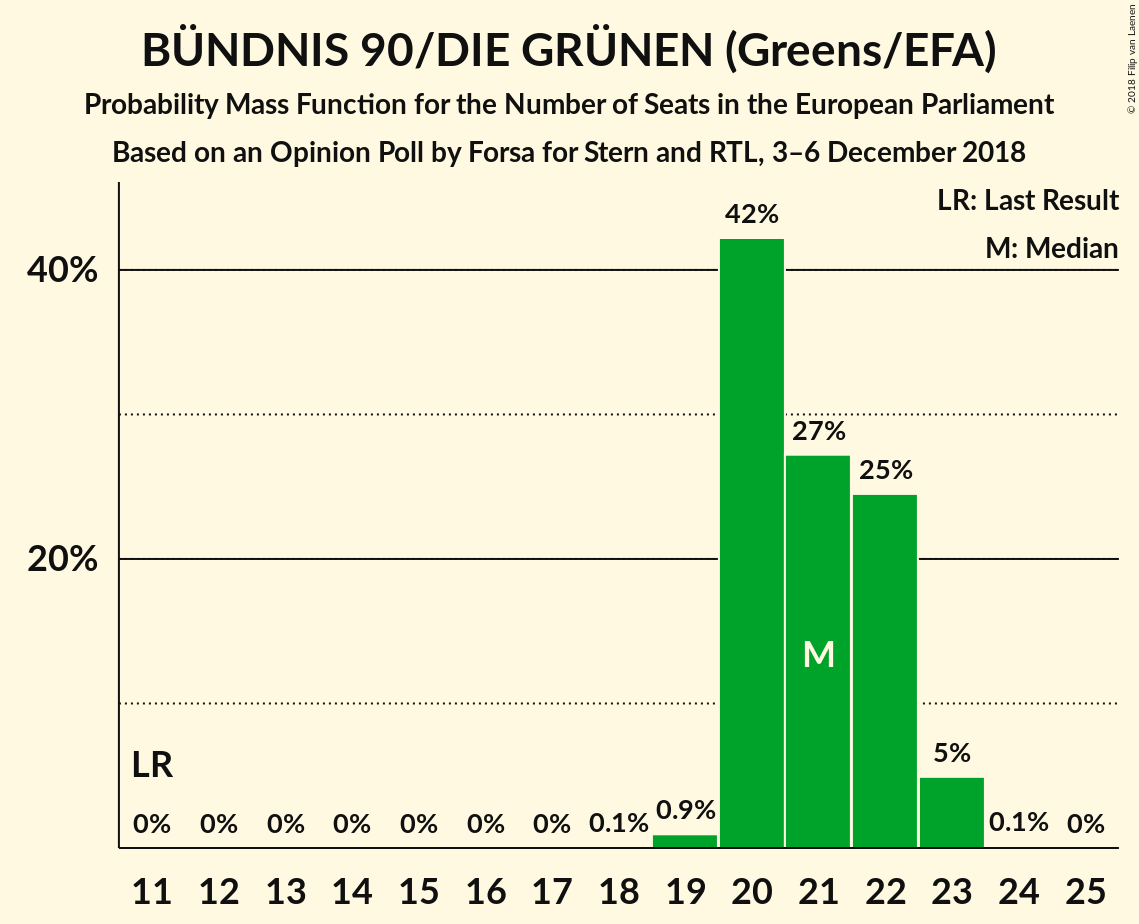 BÜNDNIS 90/DIE GRÜNEN (Greens/EFA)
Probability Mass Function for the Number of Seats in the European Parliament
Based on an Opinion Poll by Forsa for Stern and RTL, 3–6 December 2018
© 2018 Filip van Laenen
LR: Last Result
M: Median
42%
40%
27%
25%
20%
M
5%
LR
0% 0% 0% 0% 0% 0% 0% 0.1% 0.9% 0.1% 0%
11 12 13 14 15 16 17 18 19 20 21 22 23 24 25